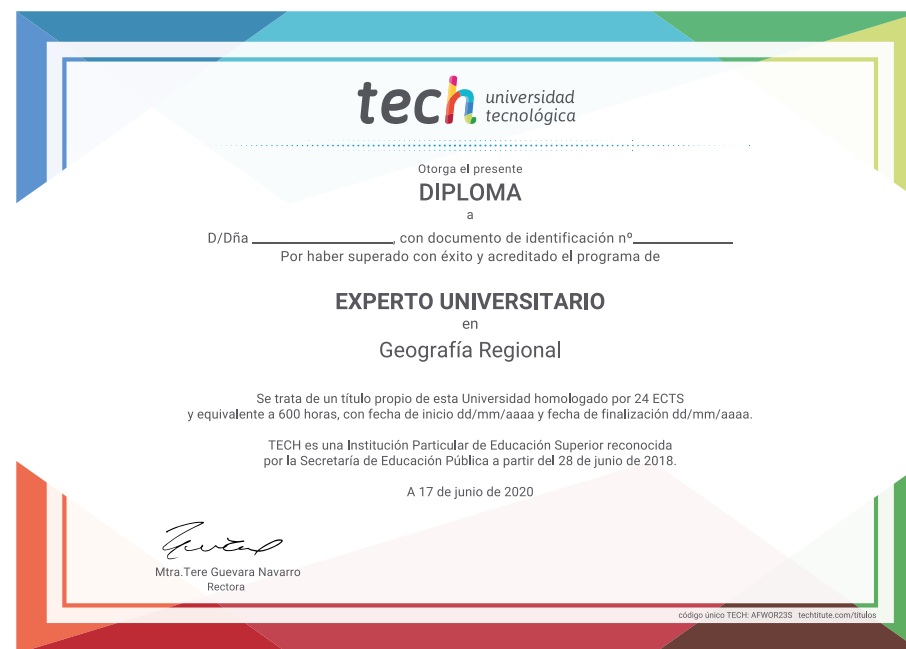 tech universidad
tecnológica
Otorga el presente
DIPLOMA
a
D/Dña ____________________, con documento de identificación nº______________
Por haber superado con éxito y acreditado el programa de
EXPERTO UNIVERSITARIO
en
Geografía Regional
Se trata de un título propio de esta Universidad homologado por 24 ECTS
y equivalente a 600 horas, con fecha de inicio dd/mm/aaaa y fecha de finalización dd/mm/aaaa.
TECH es una Institución Particular de Educación Superior reconocida
por la Secretaría de Educación Pública a partir del 28 de junio de 2018.
A 17 de junio de 2020
Mtra.Tere Guevara Navarro
Rectora
código único TECH: AFWOR23S techtitute.com/titulos